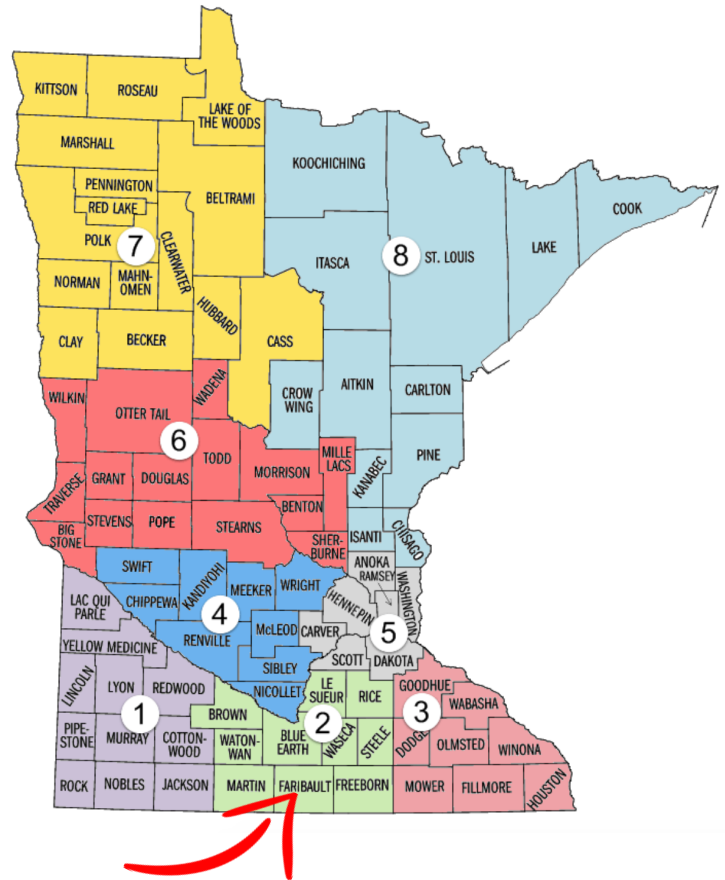 KITTSON
ROSEAU
LAKE OF
THE WOODS
MARSHALL
KOOCHICHING
PENNINGTON
BELTRAMI
RED LAKE
COOK
POLK
7
CLEARWATER
8
ST. LOUIS
LAKE
ITASCA
NORMAN
MAHN-
OMEN
HUBBARD
CLAY
BECKER
CASS
WILKIN
WADENA
CROW
WING
AITKIN
CARLTON
OTTER TAIL
6
TODD
MILLE
LACS
PINE
MORRISON
KANABEC
TRAVERSE
GRANT
DOUGLAS
BENTON
STEVENS
POPE
STEARNS
BIG
STONE
SHER-
BURNE
ISANTI
CHISAGO
SWIFT
KANDIYOHI
ANOKA
RAMSEY
WASHINGTON
MEEKER
WRIGHT
LAC QUI
PARLE
CHIPPEWA
HENNEPIN
4
McLEOD
CARVER
5
RENVILLE
YELLOW MEDICINE
SCOTT
DAKOTA
SIBLEY
LINCOLN
LYON
REDWOOD
NICOLLET
LE
SUEUR
RICE
GOODHUE
WABASHA
1
BROWN
2
3
PIPE-
STONE
MURRAY
COTTON-
WOOD
WATON-
WAN
BLUE
EARTH
WASECA
STEELE
DODGE
OLMSTED
WINONA
ROCK
NOBLES
JACKSON
MARTIN
FARIBAULT
FREEBORN
MOWER
FILLMORE
HOUSTON